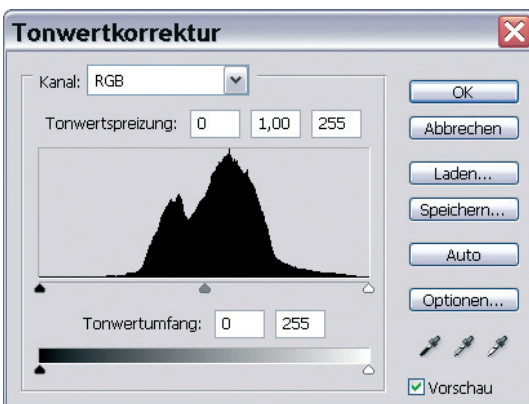 Tonwertkorrektur
Kanal: RGB
Tonwertspreizung: 0 1,00 255
Tonwertumfang: 0 255
OK
Abbrechen
Laden...
Speichern...
Auto
Optionen...
Vorschau